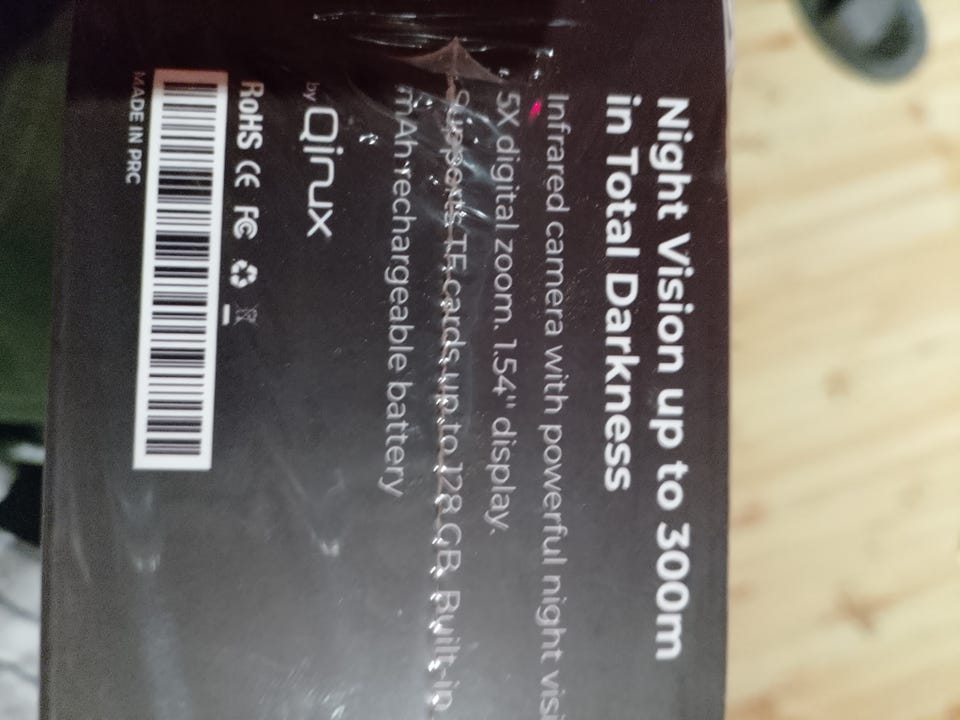 Night Vision up to 300m
in Total Darkness
Infrared camera with powerful night visi
5X digital zoom. 1.54" display.
Supports TF cards up to 128 GB. Built-in
mAh rechargeable battery
by Qjrux
RoHS CE FC
MADE IN PRC